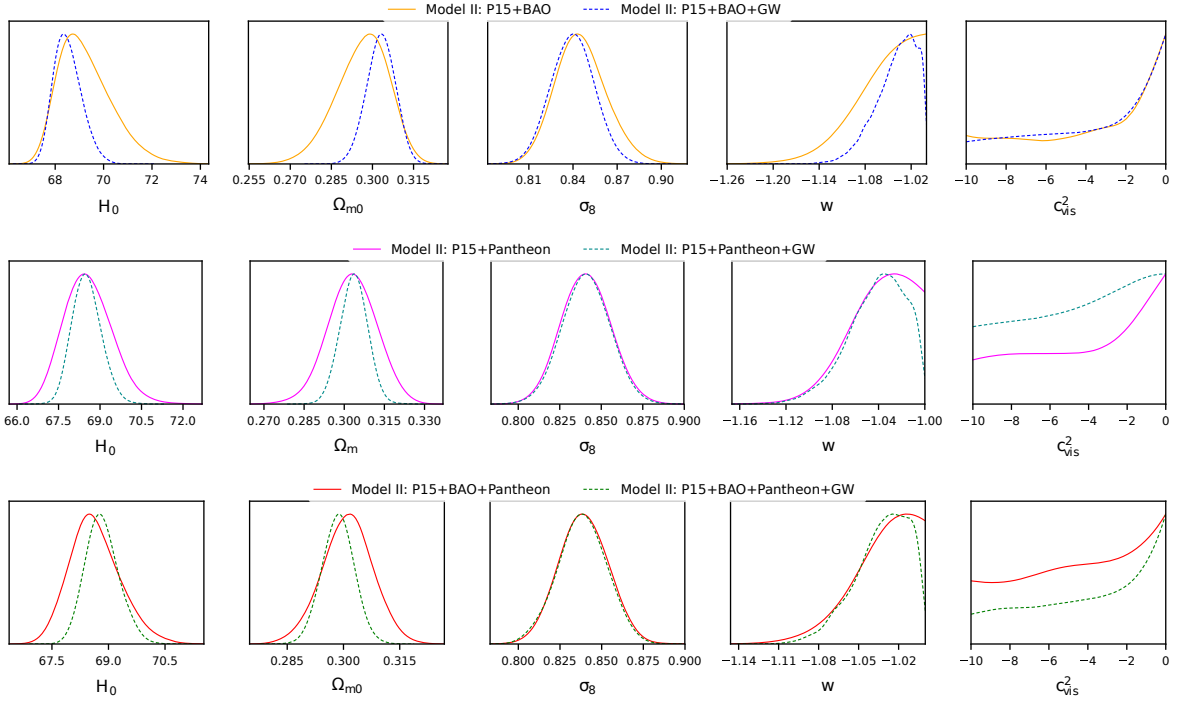 Model II: P15+BAO Model II: P15+BAO+GW
68 70 72 74 0.255 0.270 0.285 0.300 0.315 0.81 0.84 0.87 0.90 −1.26 −1.20 −1.14 −1.08 −1.02 −10 −8 −6 −4 −2 0
H₀ Ωₘ₀ σ₈ w c²ᵥᵢₛ
Model II: P15+Pantheon Model II: P15+Pantheon+GW
66.0 67.5 69.0 70.5 72.0 0.270 0.285 0.300 0.315 0.330 0.800 0.825 0.850 0.875 0.900 −1.16 −1.12 −1.08 −1.04 −1.00 −10 −8 −6 −4 −2 0
H₀ Ωₘ σ₈ w c²ᵥᵢₛ
Model II: P15+BAO+Pantheon Model II: P15+BAO+Pantheon+GW
67.5 69.0 70.5 0.285 0.300 0.315 0.800 0.825 0.850 0.875 0.900 −1.14 −1.11 −1.08 −1.05 −1.02 −10 −8 −6 −4 −2 0
H₀ Ωₘ₀ σ₈ w c²ᵥᵢₛ